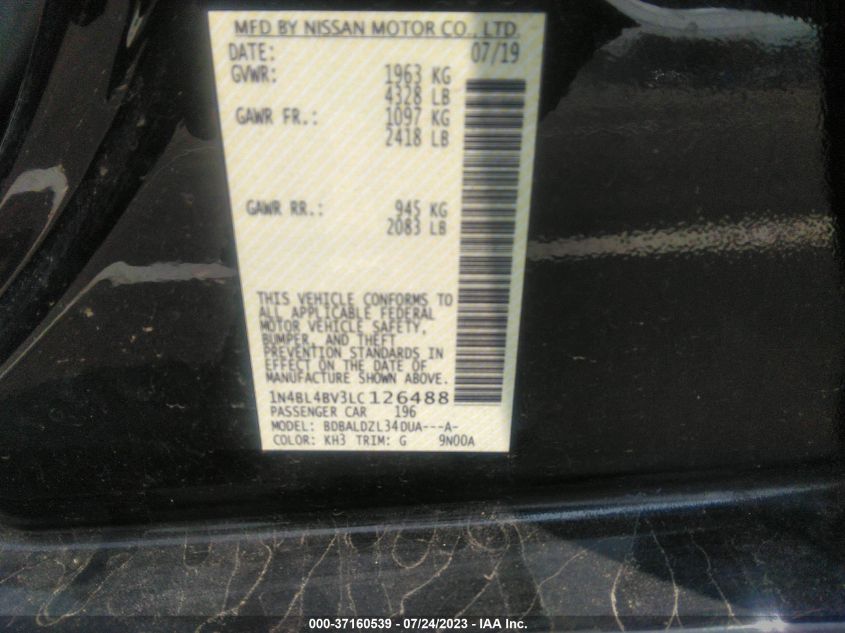 MFD BY NISSAN MOTOR CO., LTD.
DATE: 07/19
GVWR: 1963 KG
4328 LB
GAWR FR.: 1097 KG
2418 LB
GAWR RR.: 945 KG
2083 LB
THIS VEHICLE CONFORMS TO
ALL APPLICABLE FEDERAL
MOTOR VEHICLE SAFETY,
BUMPER, AND THEFT
PREVENTION STANDARDS IN
EFFECT ON THE DATE OF
MANUFACTURE SHOWN ABOVE.
1N4BL4BV3LC126488
PASSENGER CAR 196
MODEL: BDBALDZL34DUA---A-
COLOR: KH3 TRIM: G 9N00A
000-37160539 - 07/24/2023 - IAA Inc.